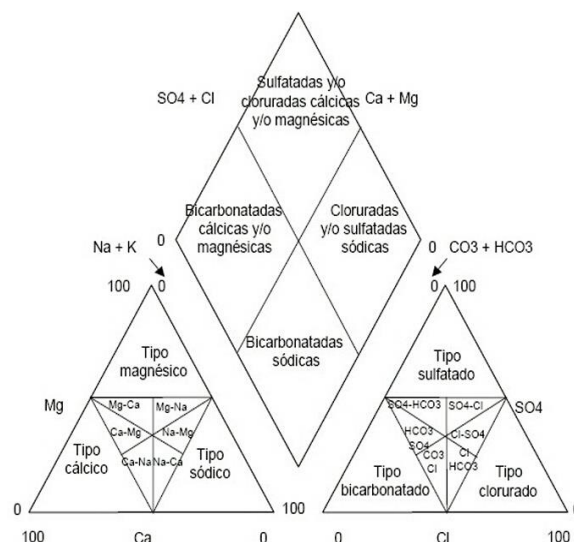 Sulfatadas y/o
cloruradas cálcicas
y/o magnésicas
SO4 + Cl
Ca + Mg
Bicarbonatadas
cálcicas y/o
magnésicas
Cloruradas
y/o sulfatadas
sódicas
0
0
Na + K
CO3 + HCO3
100
0
0
100
Bicarbonatadas
sódicas
Tipo
magnésico
Tipo
sulfatado
Mg
Mg-Ca
Mg-Na
SO4-HCO3
SO4-Cl
SO4
Ca-Mg
Na-Mg
HCO3
SO4
Cl-SO4
Tipo
cálcico
Ca-Na
Na-Ca
Tipo
sódico
CO3
Cl
Cl
HCO3
Tipo
bicarbonatado
Tipo
clorurado
0
100
0
100
Ca
0
0
Cl
100